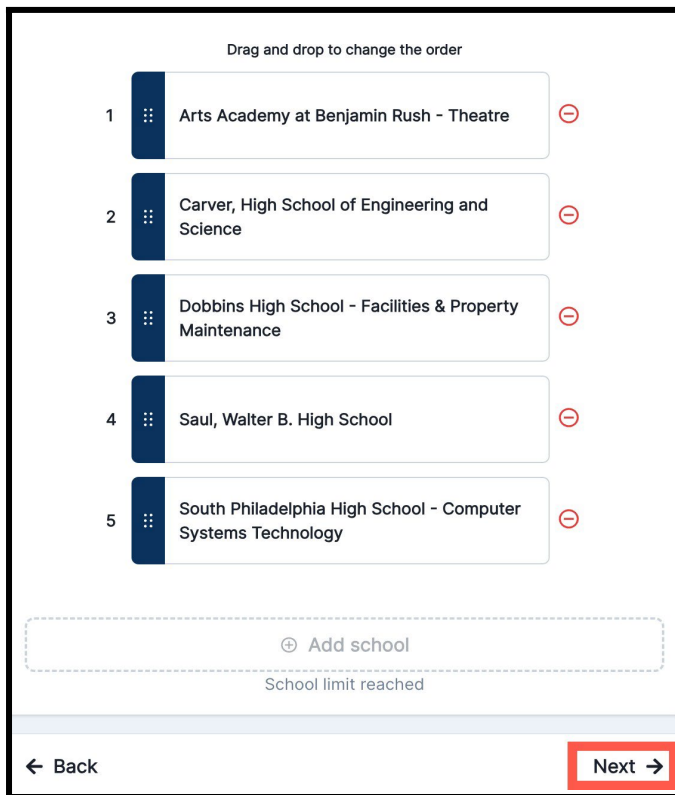 Drag and drop to change the order
1 Arts Academy at Benjamin Rush - Theatre
2 Carver, High School of Engineering and
Science
3 Dobbins High School - Facilities & Property
Maintenance
4 Saul, Walter B. High School
5 South Philadelphia High School - Computer
Systems Technology
Add school
School limit reached
Back
Next